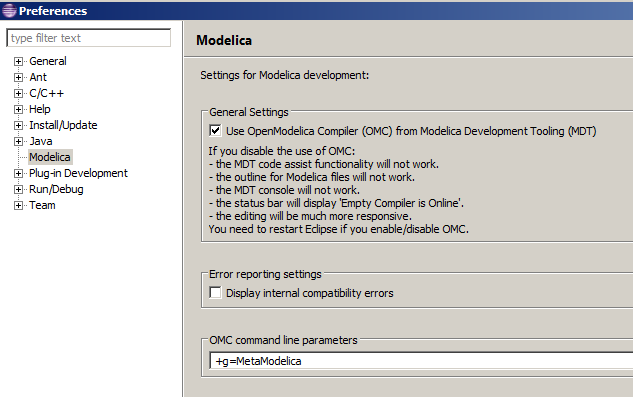 Preferences
type filter text
General
Ant
C/C++
Help
Install/Update
Java
Modelica
Plug-in Development
Run/Debug
Team
Modelica
Settings for Modelica development:
General Settings
Use OpenModelica Compiler (OMC) from Modelica Development Tooling (MDT)
If you disable the use of OMC:
- the MDT code assist functionality will not work.
- the outline for Modelica files will not work.
- the MDT console will not work.
- the status bar will display 'Empty Compiler is Online'.
- the editing will be much more responsive.
You need to restart Eclipse if you enable/disable OMC.
Error reporting settings
Display internal compatibility errors
OMC command line parameters
+g=MetaModelica